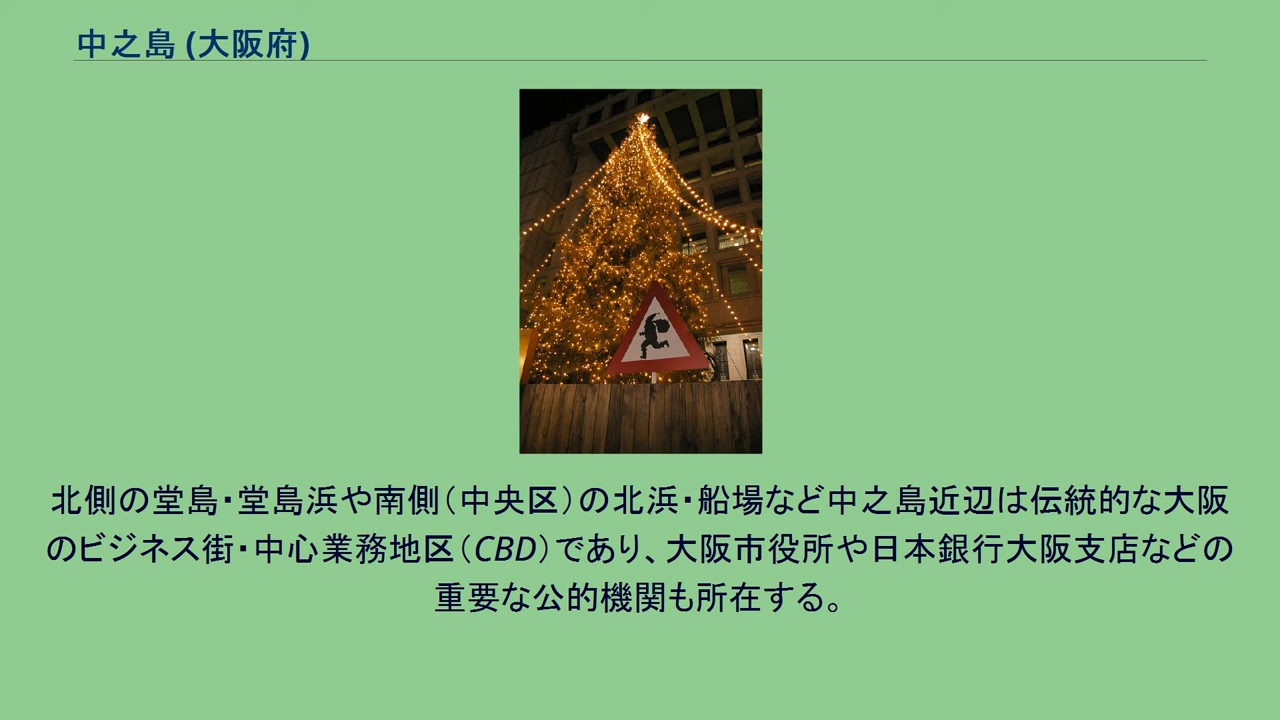 中之島 (大阪府)
北側の堂島・堂島浜や南側（中央区）の北浜・船場など中之島近辺は伝統的な大阪
のビジネス街・中心業務地区（CBD）であり、大阪市役所や日本銀行大阪支店などの
重要な公的機関も所在する。